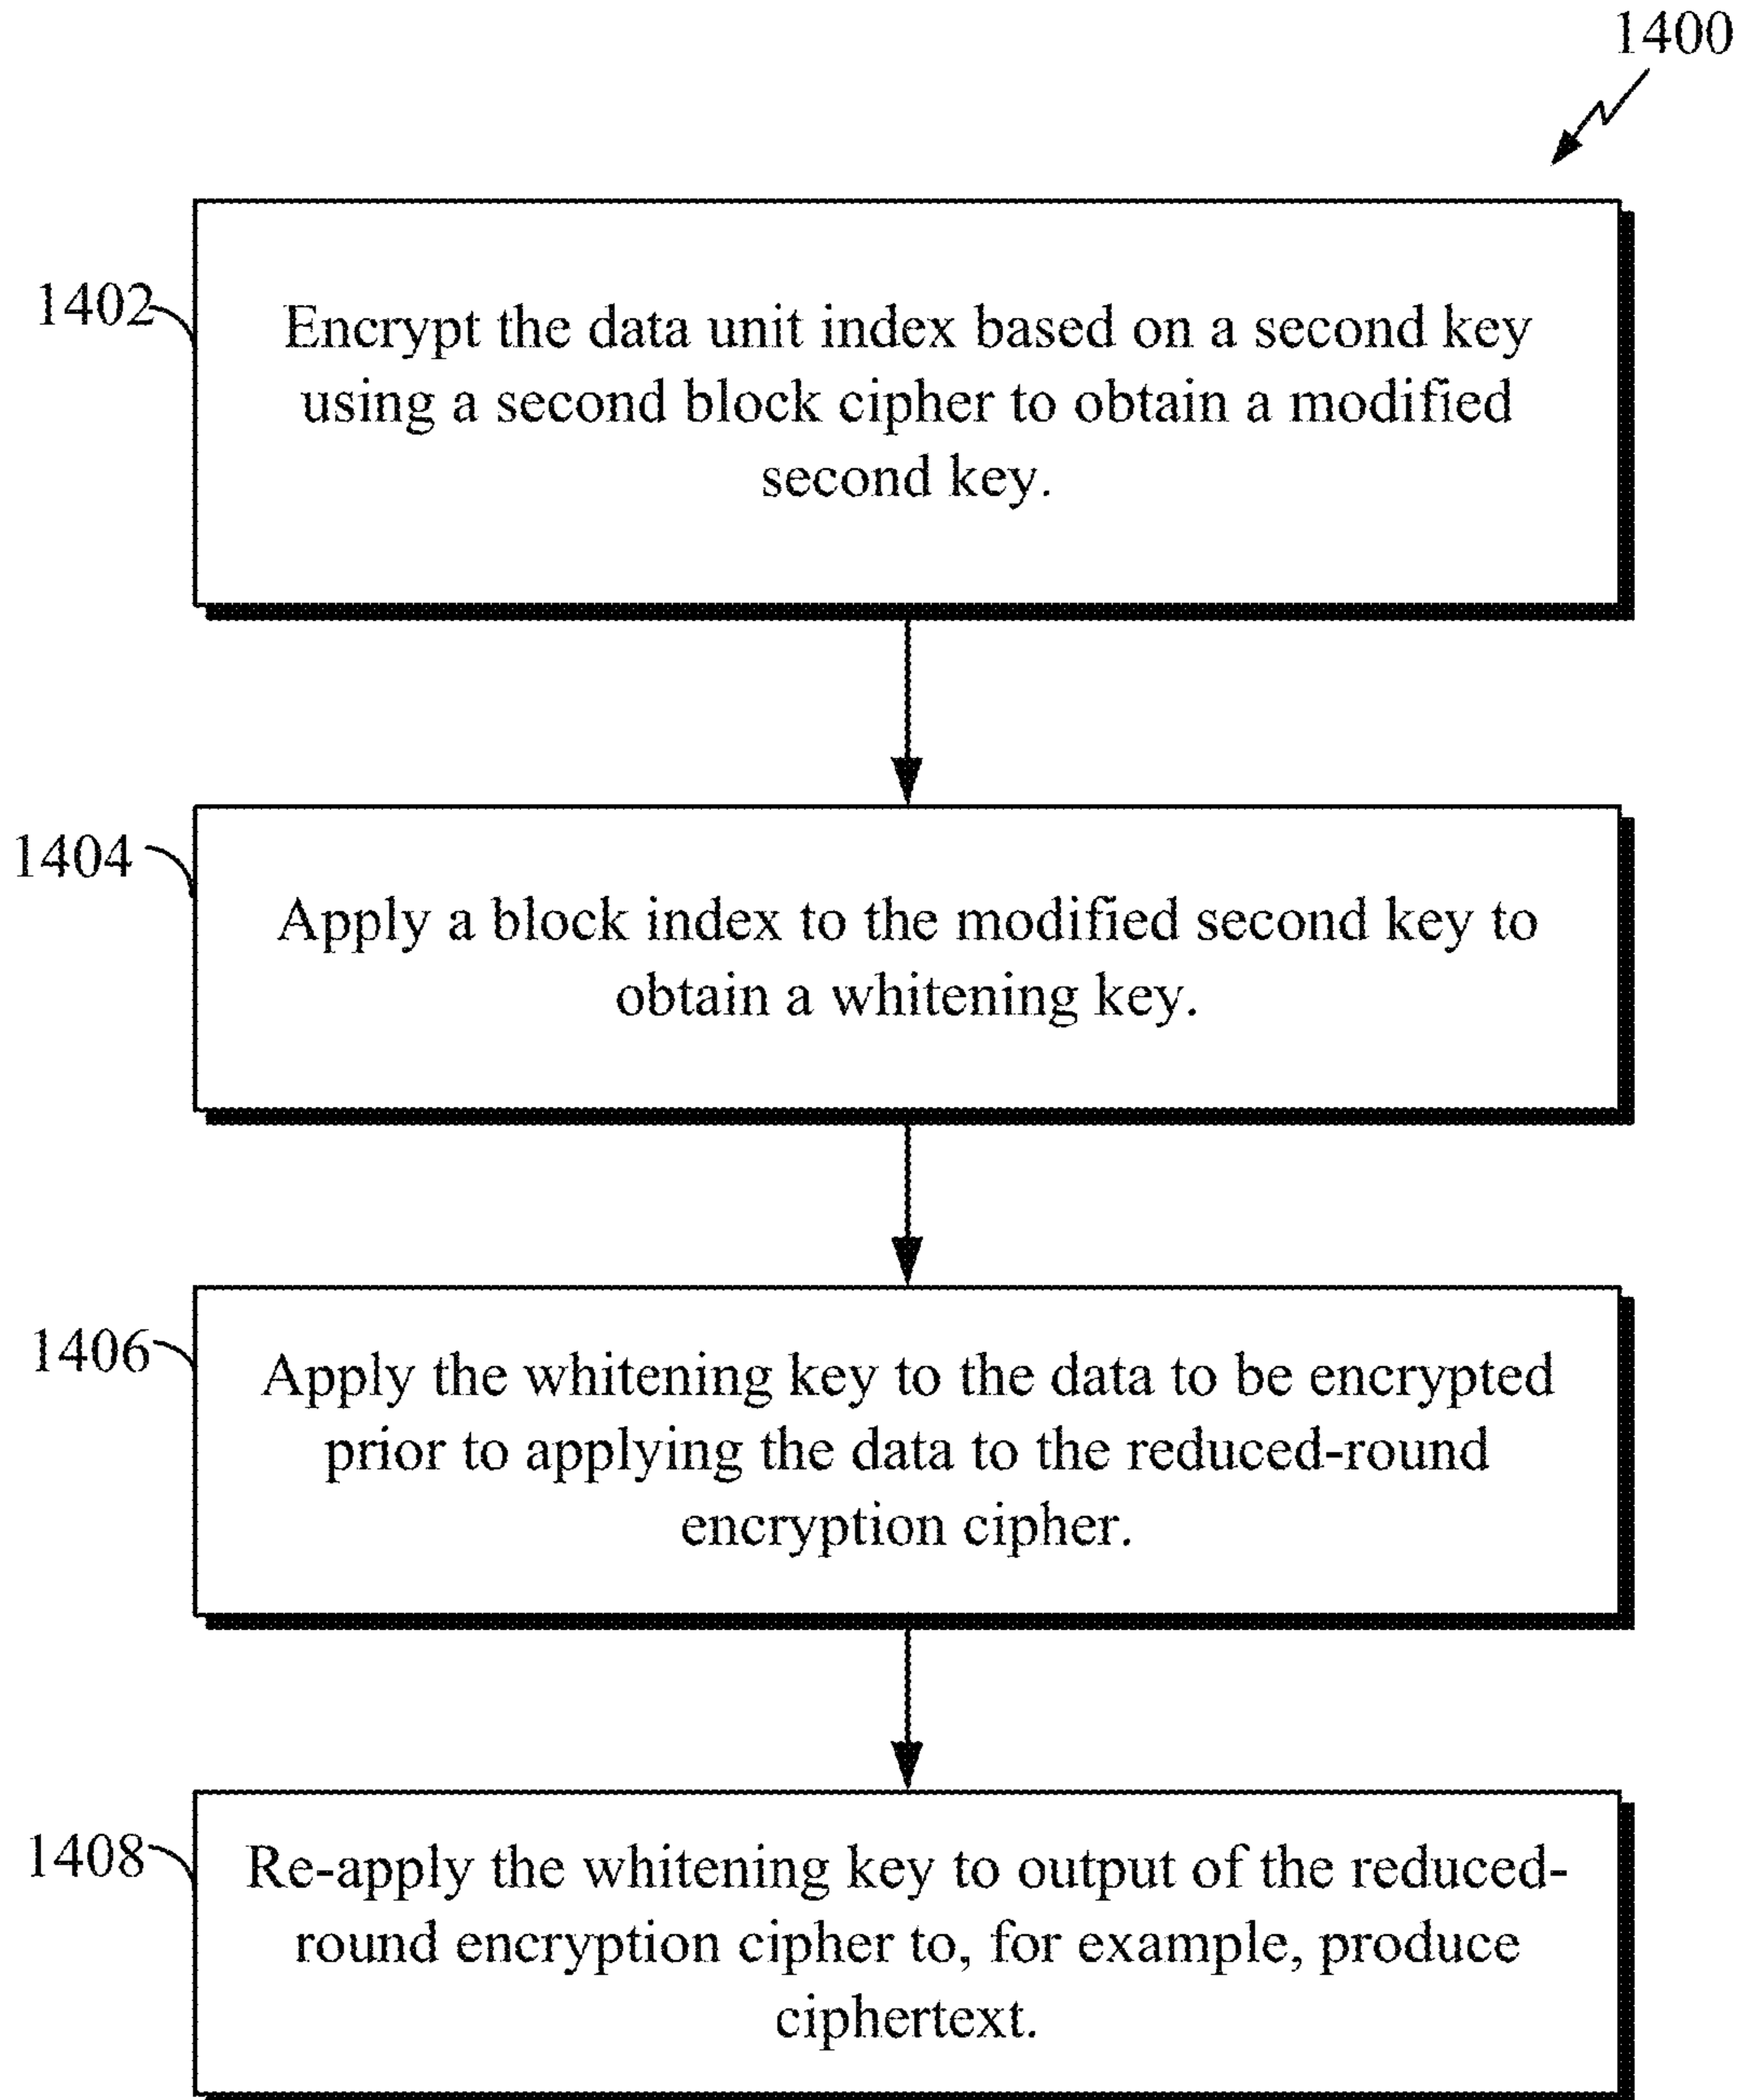 1400
1402
Encrypt the data unit index based on a second key
using a second block cipher to obtain a modified
second key.
1404
Apply a block index to the modified second key to
obtain a whitening key.
1406
Apply the whitening key to the data to be encrypted
prior to applying the data to the reduced-round
encryption cipher.
1408
Re-apply the whitening key to output of the reduced-
round encryption cipher to, for example, produce
ciphertext.